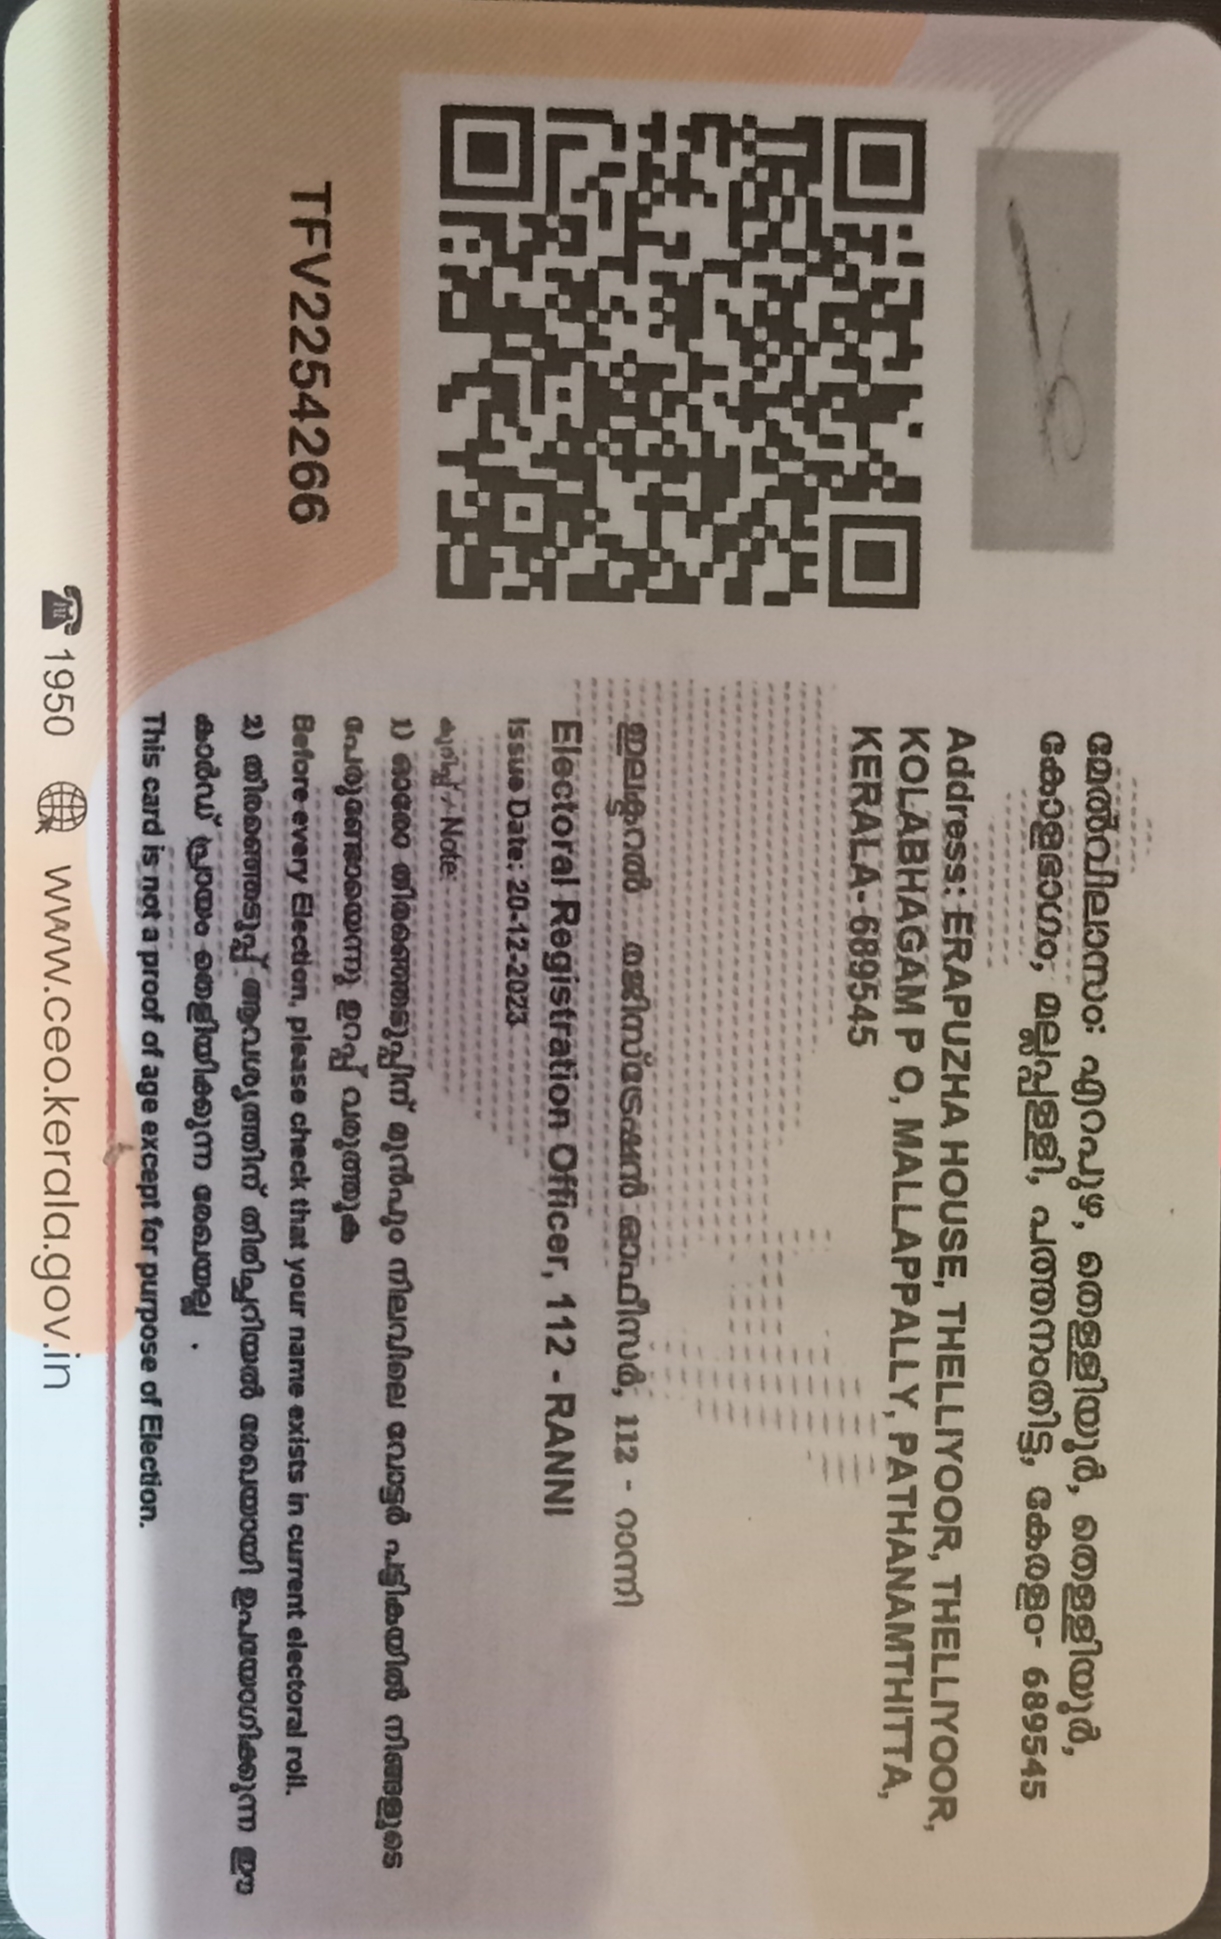 മേൽവിലാസം: എറപുഴ, തെള്ളിയൂർ, തെള്ളിയൂർ,
കോളഭാഗം, മല്ലപ്പള്ളി, പത്തനംതിട്ട, കേരളം- 689545
Address: ERAPUZHA HOUSE, THELLIYOOR, THELLIYOOR,
KOLABHAGAM P O, MALLAPPALLY, PATHANAMTHITTA,
KERALA- 689545
ഇലക്ടറൽ രജിസ്ട്രേഷൻ ഓഫീസർ, 112 - റാന്നി
Electoral Registration Officer, 112 - RANNI
Issue Date: 20-12-2023
കുറിപ്പ് / Note:
1) ഓരോ തിരഞ്ഞെടുപ്പിന് മുൻപും നിലവിലെ വോട്ടർ പട്ടികയിൽ നിങ്ങളുടെ
പേരുണ്ടോയെന്നു ഉറപ്പ് വരുത്തുക
Before every Election, please check that your name exists in current electoral roll.
2) തിരഞ്ഞെടുപ്പ് ആവശ്യത്തിന് തിരിച്ചറിയൽ രേഖയായി ഉപയോഗിക്കുന്ന ഈ
കാർഡ് പ്രായം തെളിയിക്കുന്ന രേഖയല്ല .
This card is not a proof of age except for purpose of Election.
TFV2254266
1950 www.ceo.kerala.gov.in